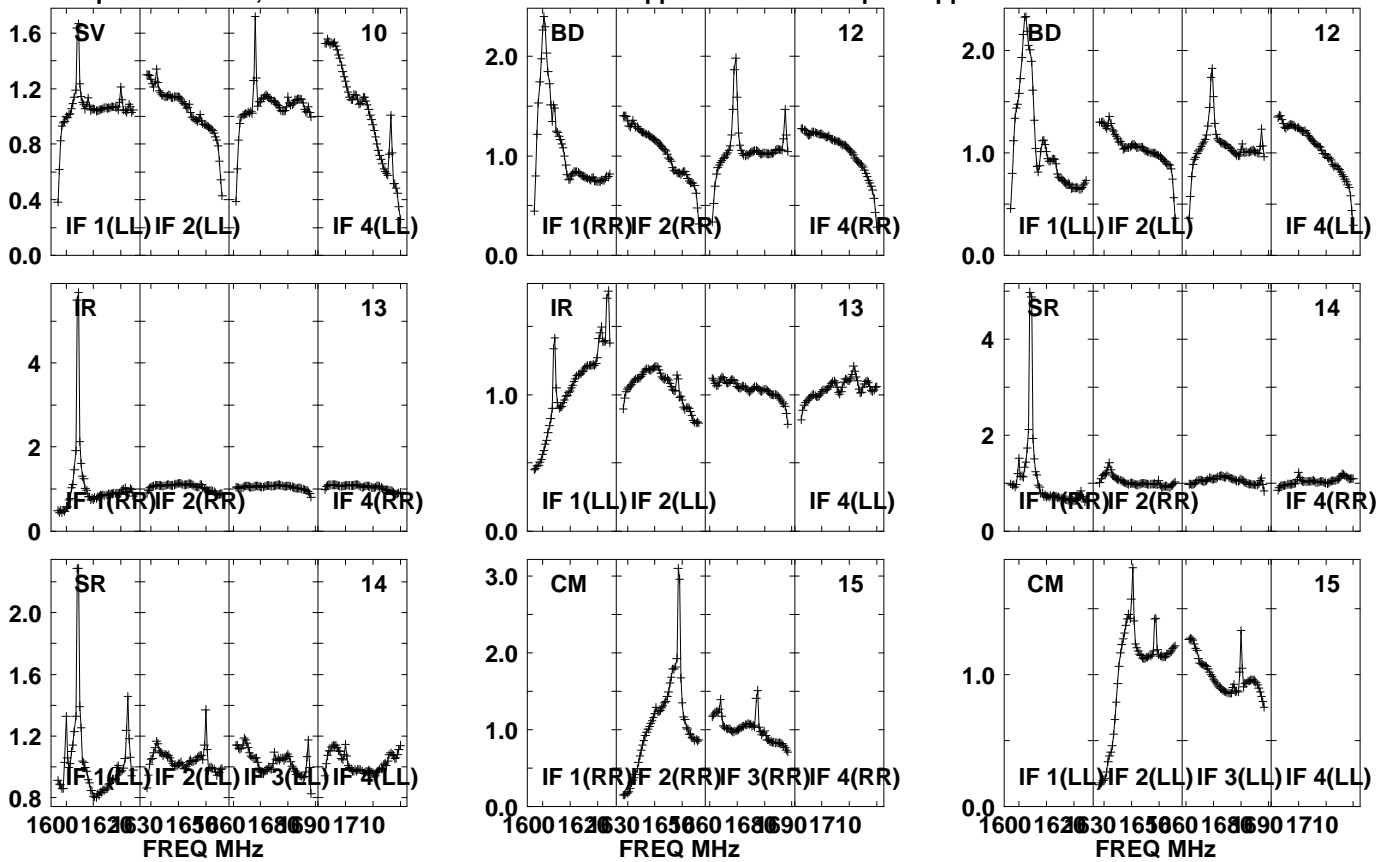 SV 10
1.6
1.2
0.8
0.4
0.0
IF 1(LL) IF 2(LL) IF 4(LL)
BD 12
2.0
1.0
0.0
IF 1(RR) IF 2(RR) IF 4(RR)
BD 12
2.0
1.0
0.0
IF 1(LL) IF 2(LL) IF 4(LL)
IR 13
4
2
0
IF 1(RR) IF 2(RR) IF 4(RR)
IR 13
1.0
0.0
IF 1(LL) IF 2(LL) IF 4(LL)
SR 14
4
2
0
IF 1(RR) IF 2(RR) IF 4(RR)
SR 14
2.0
1.6
1.2
0.8
IF 1(LL) IF 2(LL) IF 3(LL) IF 4(LL)
1600 1620 1630 1650 1660 1680 1690 1710
FREQ MHz
CM 15
3.0
2.0
1.0
0.0
IF 1(RR) IF 2(RR) IF 3(RR) IF 4(RR)
1600 1620 1630 1650 1660 1680 1690 1710
FREQ MHz
CM 15
1.0
0.0
IF 1(LL) IF 2(LL) IF 3(LL) IF 4(LL)
1600 1620 1630 1650 1660 1680 1690 1710
FREQ MHz